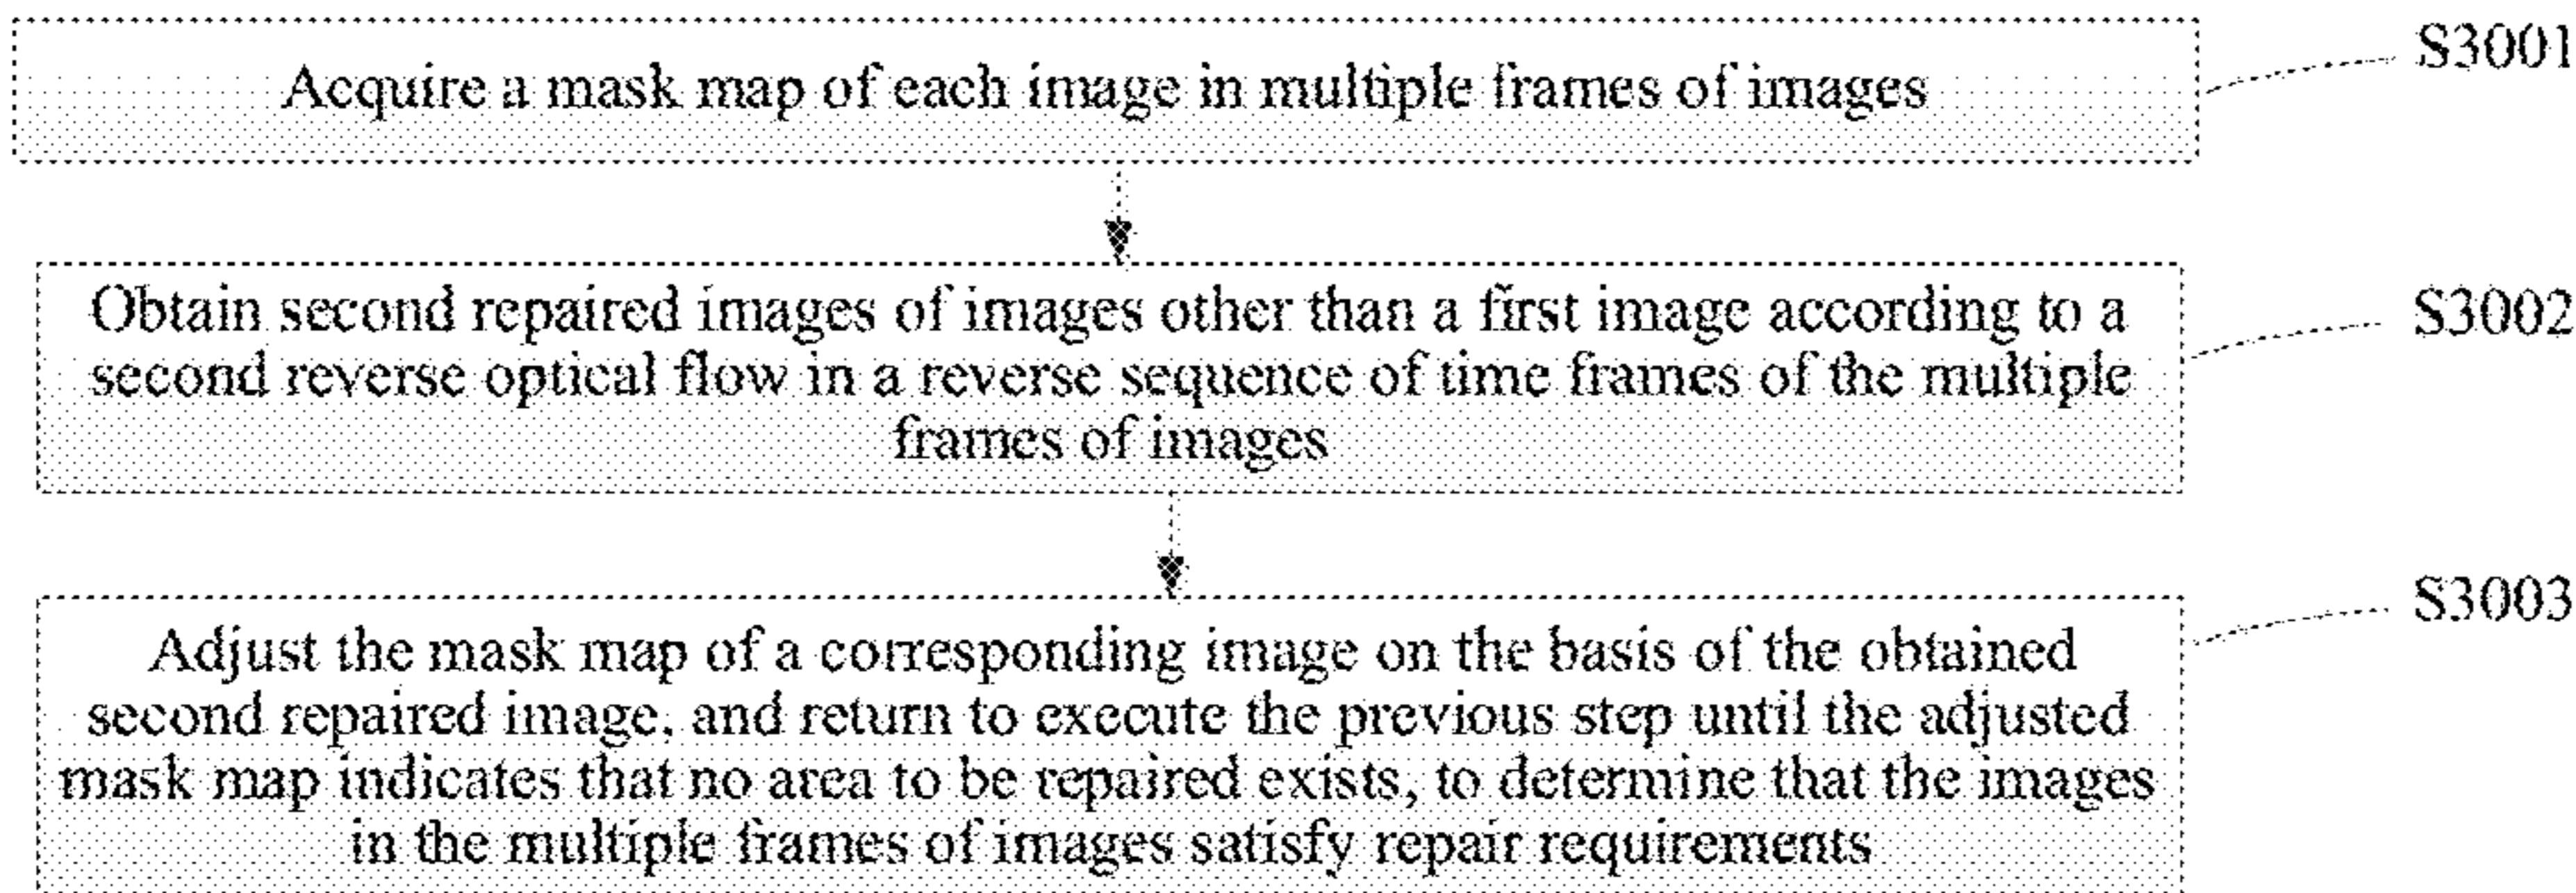 Acquire a mask map of each image in multiple frames of images
S3001
Obtain second repaired images of images other than a first image according to a
second reverse optical flow in a reverse sequence of time frames of the multiple
frames of images
S3002
Adjust the mask map of a corresponding image on the basis of the obtained
second repaired image, and return to execute the previous step until the adjusted
mask map indicates that no area to be repaired exists, to determine that the images
in the multiple frames of images satisfy repair requirements
S3003